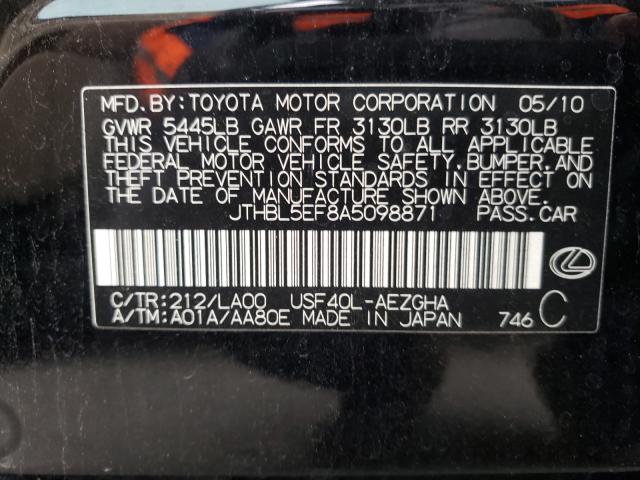 MFD.BY:TOYOTA MOTOR CORPORATION 05/10
GVWR 5445LB GAWR FR 3130LB RR 3130LB
THIS VEHICLE CONFORMS TO ALL APPLICABLE
FEDERAL MOTOR VEHICLE SAFETY,BUMPER,AND
THEFT PREVENTION STANDARDS IN EFFECT ON
THE DATE OF MANUFACTURE SHOWN ABOVE.
JTHBL5EF8A5098871 PASS.CAR
C/TR:212/LA00 USF40L-AEZGHA
A/TM:A01A/AA80E MADE IN JAPAN 746 C